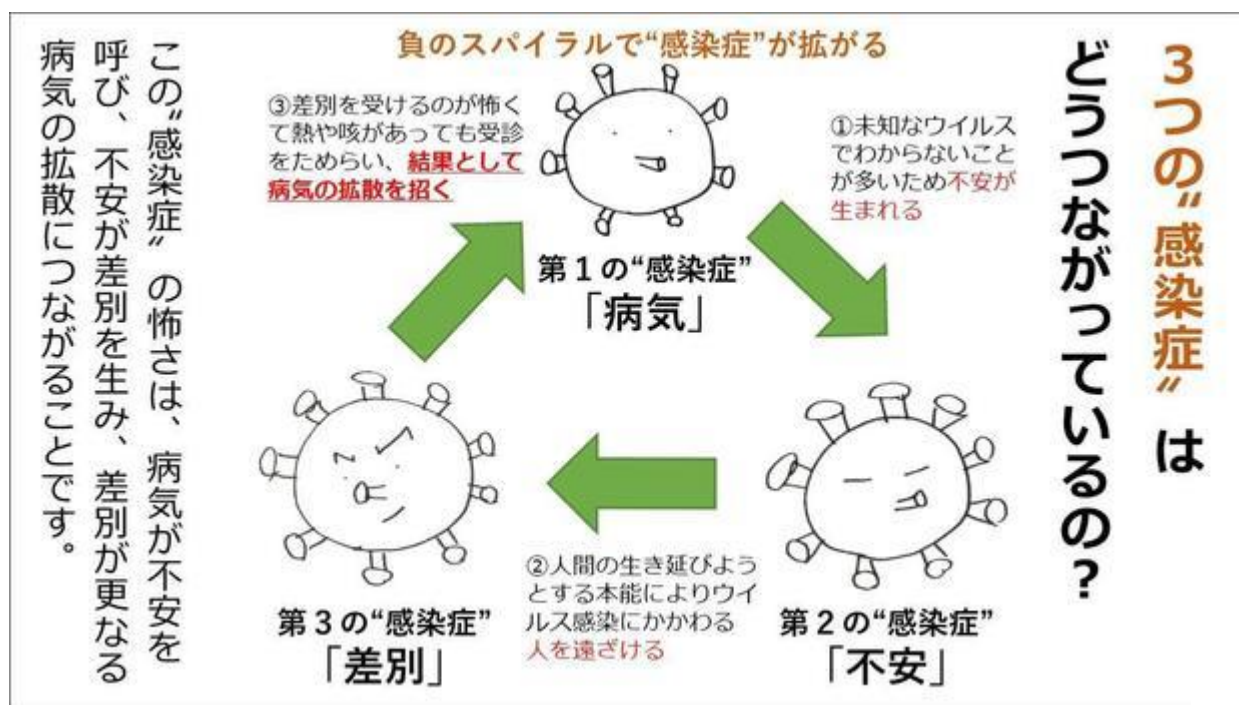 ３つの“感染症”は
どうつながっているの？
負のスパイラルで“感染症”が拡がる
①未知なウイルス
でわからないこと
が多いため不安が
生まれる
③差別を受けるのが怖く
て熱や咳があっても受診
をためらい、結果として
病気の拡散を招く
第１の“感染症”
「病気」
第２の“感染症”
「不安」
②人間の生き延びよう
とする本能によりウイ
ルス感染にかかわる
人を遠ざける
第３の“感染症”
「差別」
この“感染症”の怖さは、病気が不安を
呼び、不安が差別を生み、差別が更なる
病気の拡散につながることです。